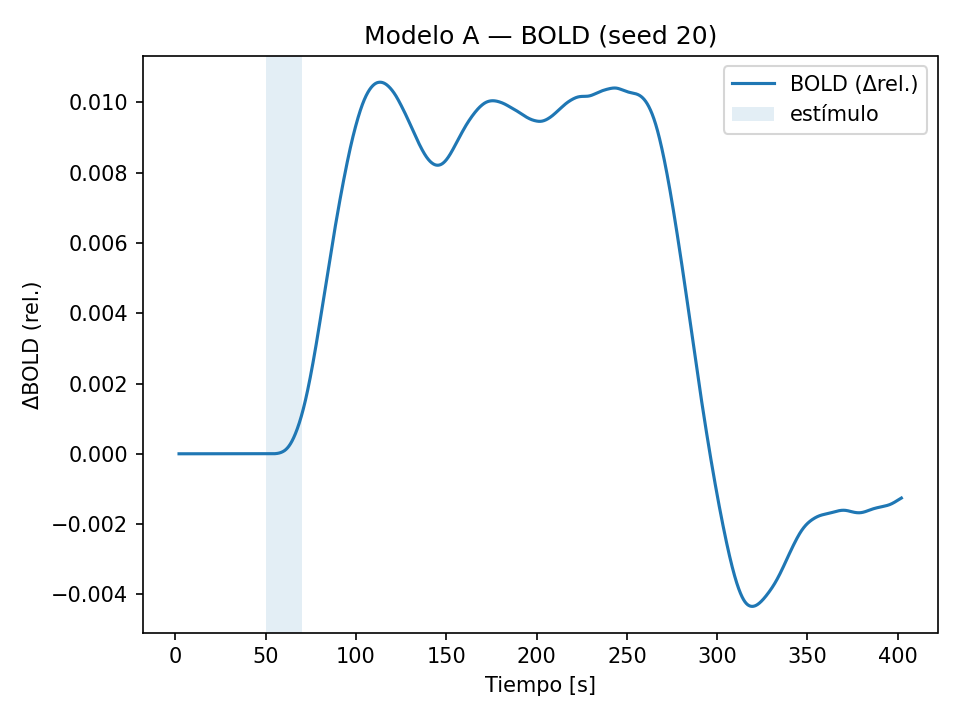 Modelo A — BOLD (seed 20)
BOLD (Δrel.)
estímulo
ΔBOLD (rel.)
0.010
0.008
0.006
0.004
0.002
0.000
−0.002
−0.004
0 50 100 150 200 250 300 350 400
Tiempo [s]